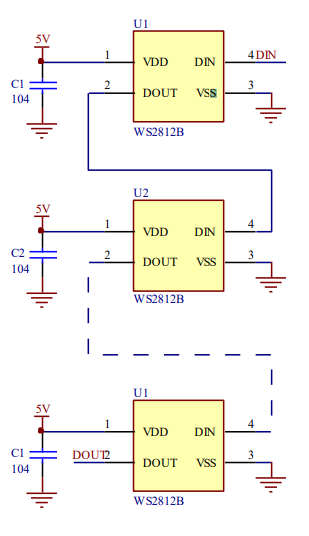 U1
5V
1 VDD DIN 4 DIN
C1
104
2 DOUT VSS 3
WS2812B
U2
5V
1 VDD DIN 4
C2
104
2 DOUT VSS 3
WS2812B
U1
5V
1 VDD DIN 4
C1
104
DOUT 2 DOUT VSS 3
WS2812B